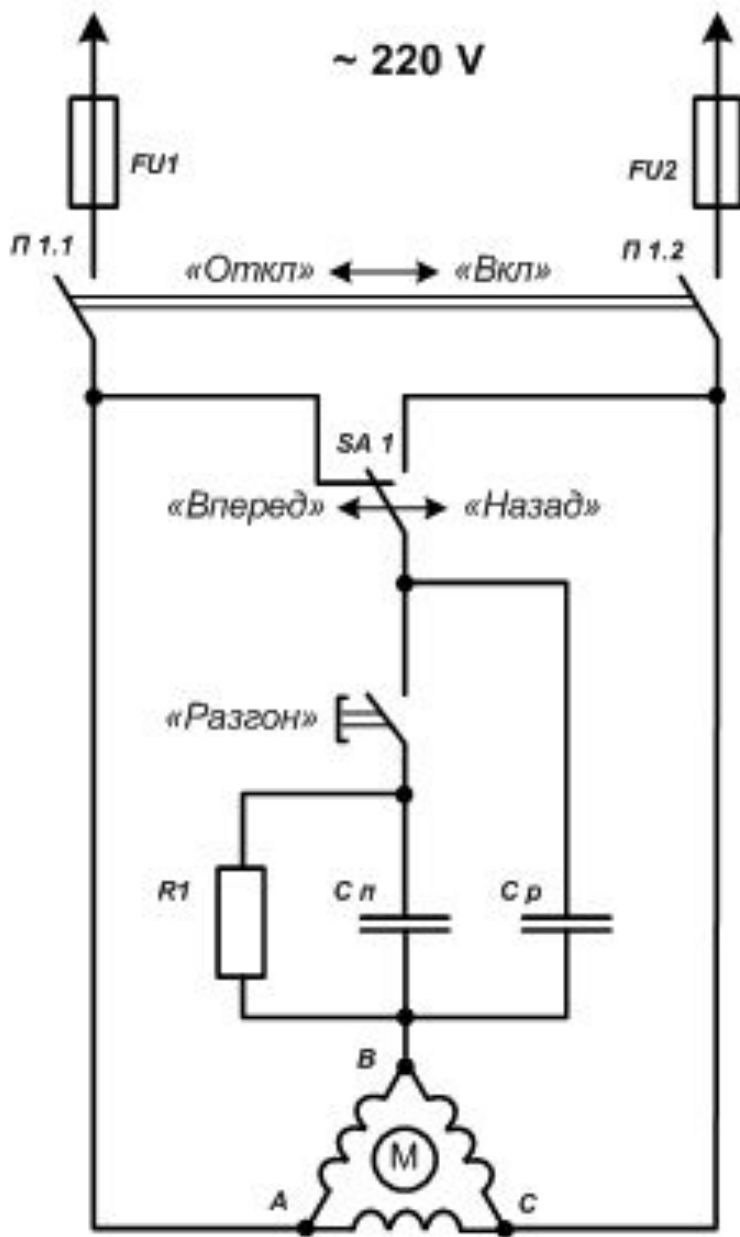 ~ 220 V
FU1
FU2
П 1.1
«Откл»
«Вкл»
П 1.2
SA 1
«Вперед»
«Назад»
«Разгон»
R1
С п
С р
В
М
А
С